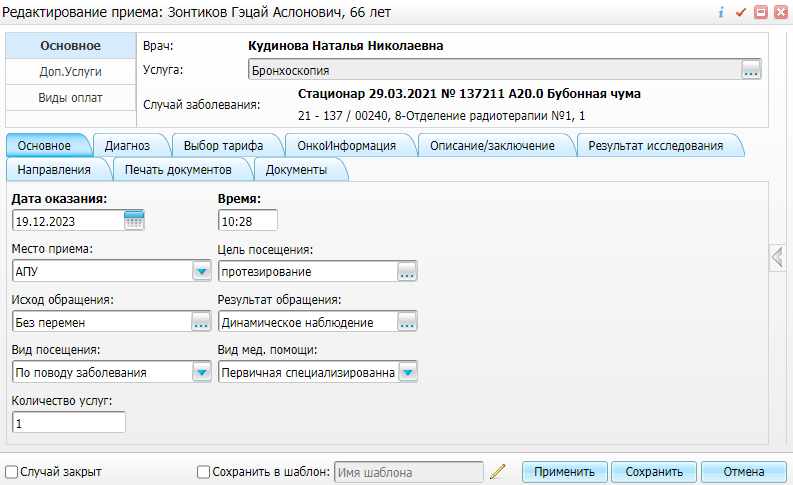 Редактирование приема: Зонтиков Гэцай Аслонович, 66 лет
Основное
Доп.Услуги
Виды оплат
Врач: Кудинова Наталья Николаевна
Услуга: Бронхоскопия ...
Случай заболевания: Стационар 29.03.2021 № 137211 A20.0 Бубонная чума
21 - 137 / 00240, 8-Отделение радиотерапии №1, 1
Основное Диагноз Выбор тарифа ОнкоИнформация Описание/заключение Результат исследования
Направления Печать документов Документы
Дата оказания: Время:
19.12.2023 10:28
Место приема: Цель посещения:
АПУ протезирование ...
Исход обращения: Результат обращения:
Без перемен ... Динамическое наблюдение ...
Вид посещения: Вид мед. помощи:
По поводу заболевания Первичная специализированна
Количество услуг:
1
Случай закрыт Сохранить в шаблон: Имя шаблона Применить Сохранить Отмена